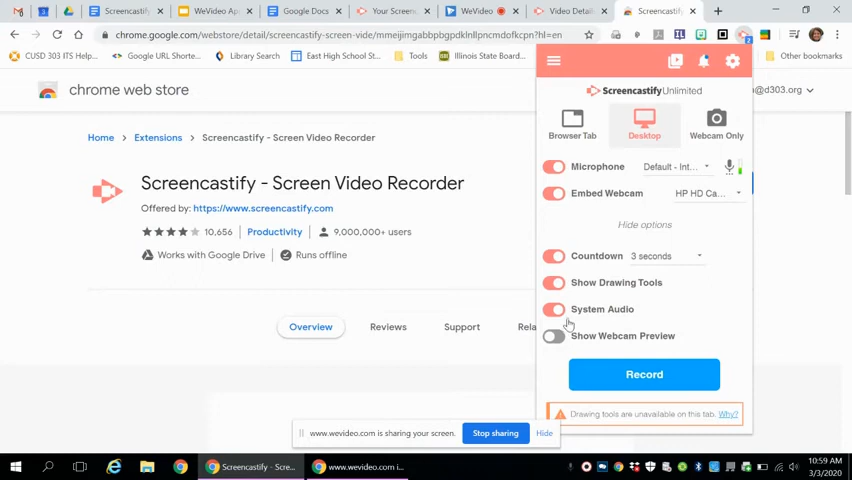 Screencastify
WeVideo Ap
Google Docs
Your Screen
WeVideo
Video Detai
Screencastify
chrome.google.com/webstore/detail/screencastify-screen-vide/mmeijimgabbpbgpdklnllpncmdofkcpn?hl=en
CUSD 303 ITS Cent...
Google URL Shorte...
Library Search
East High School St...
Tools
Illinois State Board...
Other bookmarks
chrome web store
a@d303.org
Home
Extensions
Screencastify - Screen Video Recorder
Screencastify - Screen Video Recorder
Offered by: https://www.screencastify.com
10,656
Productivity
9,000,000+ users
Works with Google Drive
Runs offline
Overview
Reviews
Support
Rela
Screencastify Unlimited
Browser Tab
Desktop
Webcam Only
Microphone
Default - Int...
Embed Webcam
HP HD Ca...
Hide options
Countdown
3 seconds
Show Drawing Tools
System Audio
Show Webcam Preview
Record
Drawing tools are unavailable on this tab. Why?
www.wevideo.com is sharing your screen.
Stop sharing
Hide
Screencastify - Scree...
www.wevideo.com i...
10:59 AM
3/3/2020